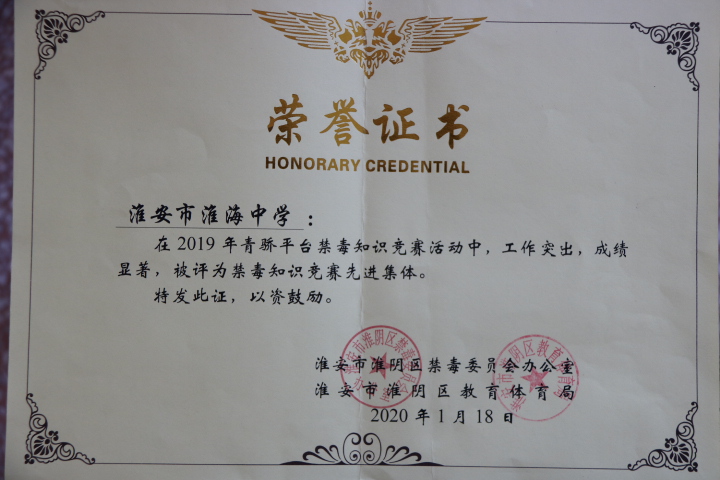 荣誉证书
HONORARY CREDENTIAL
淮安市淮海中学：
在2019年青骄平台禁毒知识竞赛活动中，工作突出，成绩
显著，被评为禁毒知识竞赛先进集体。
特发此证，以资鼓励。
淮安市淮阴区禁毒委员会办公室
淮安市淮阴区教育体育局
2020年1月18日